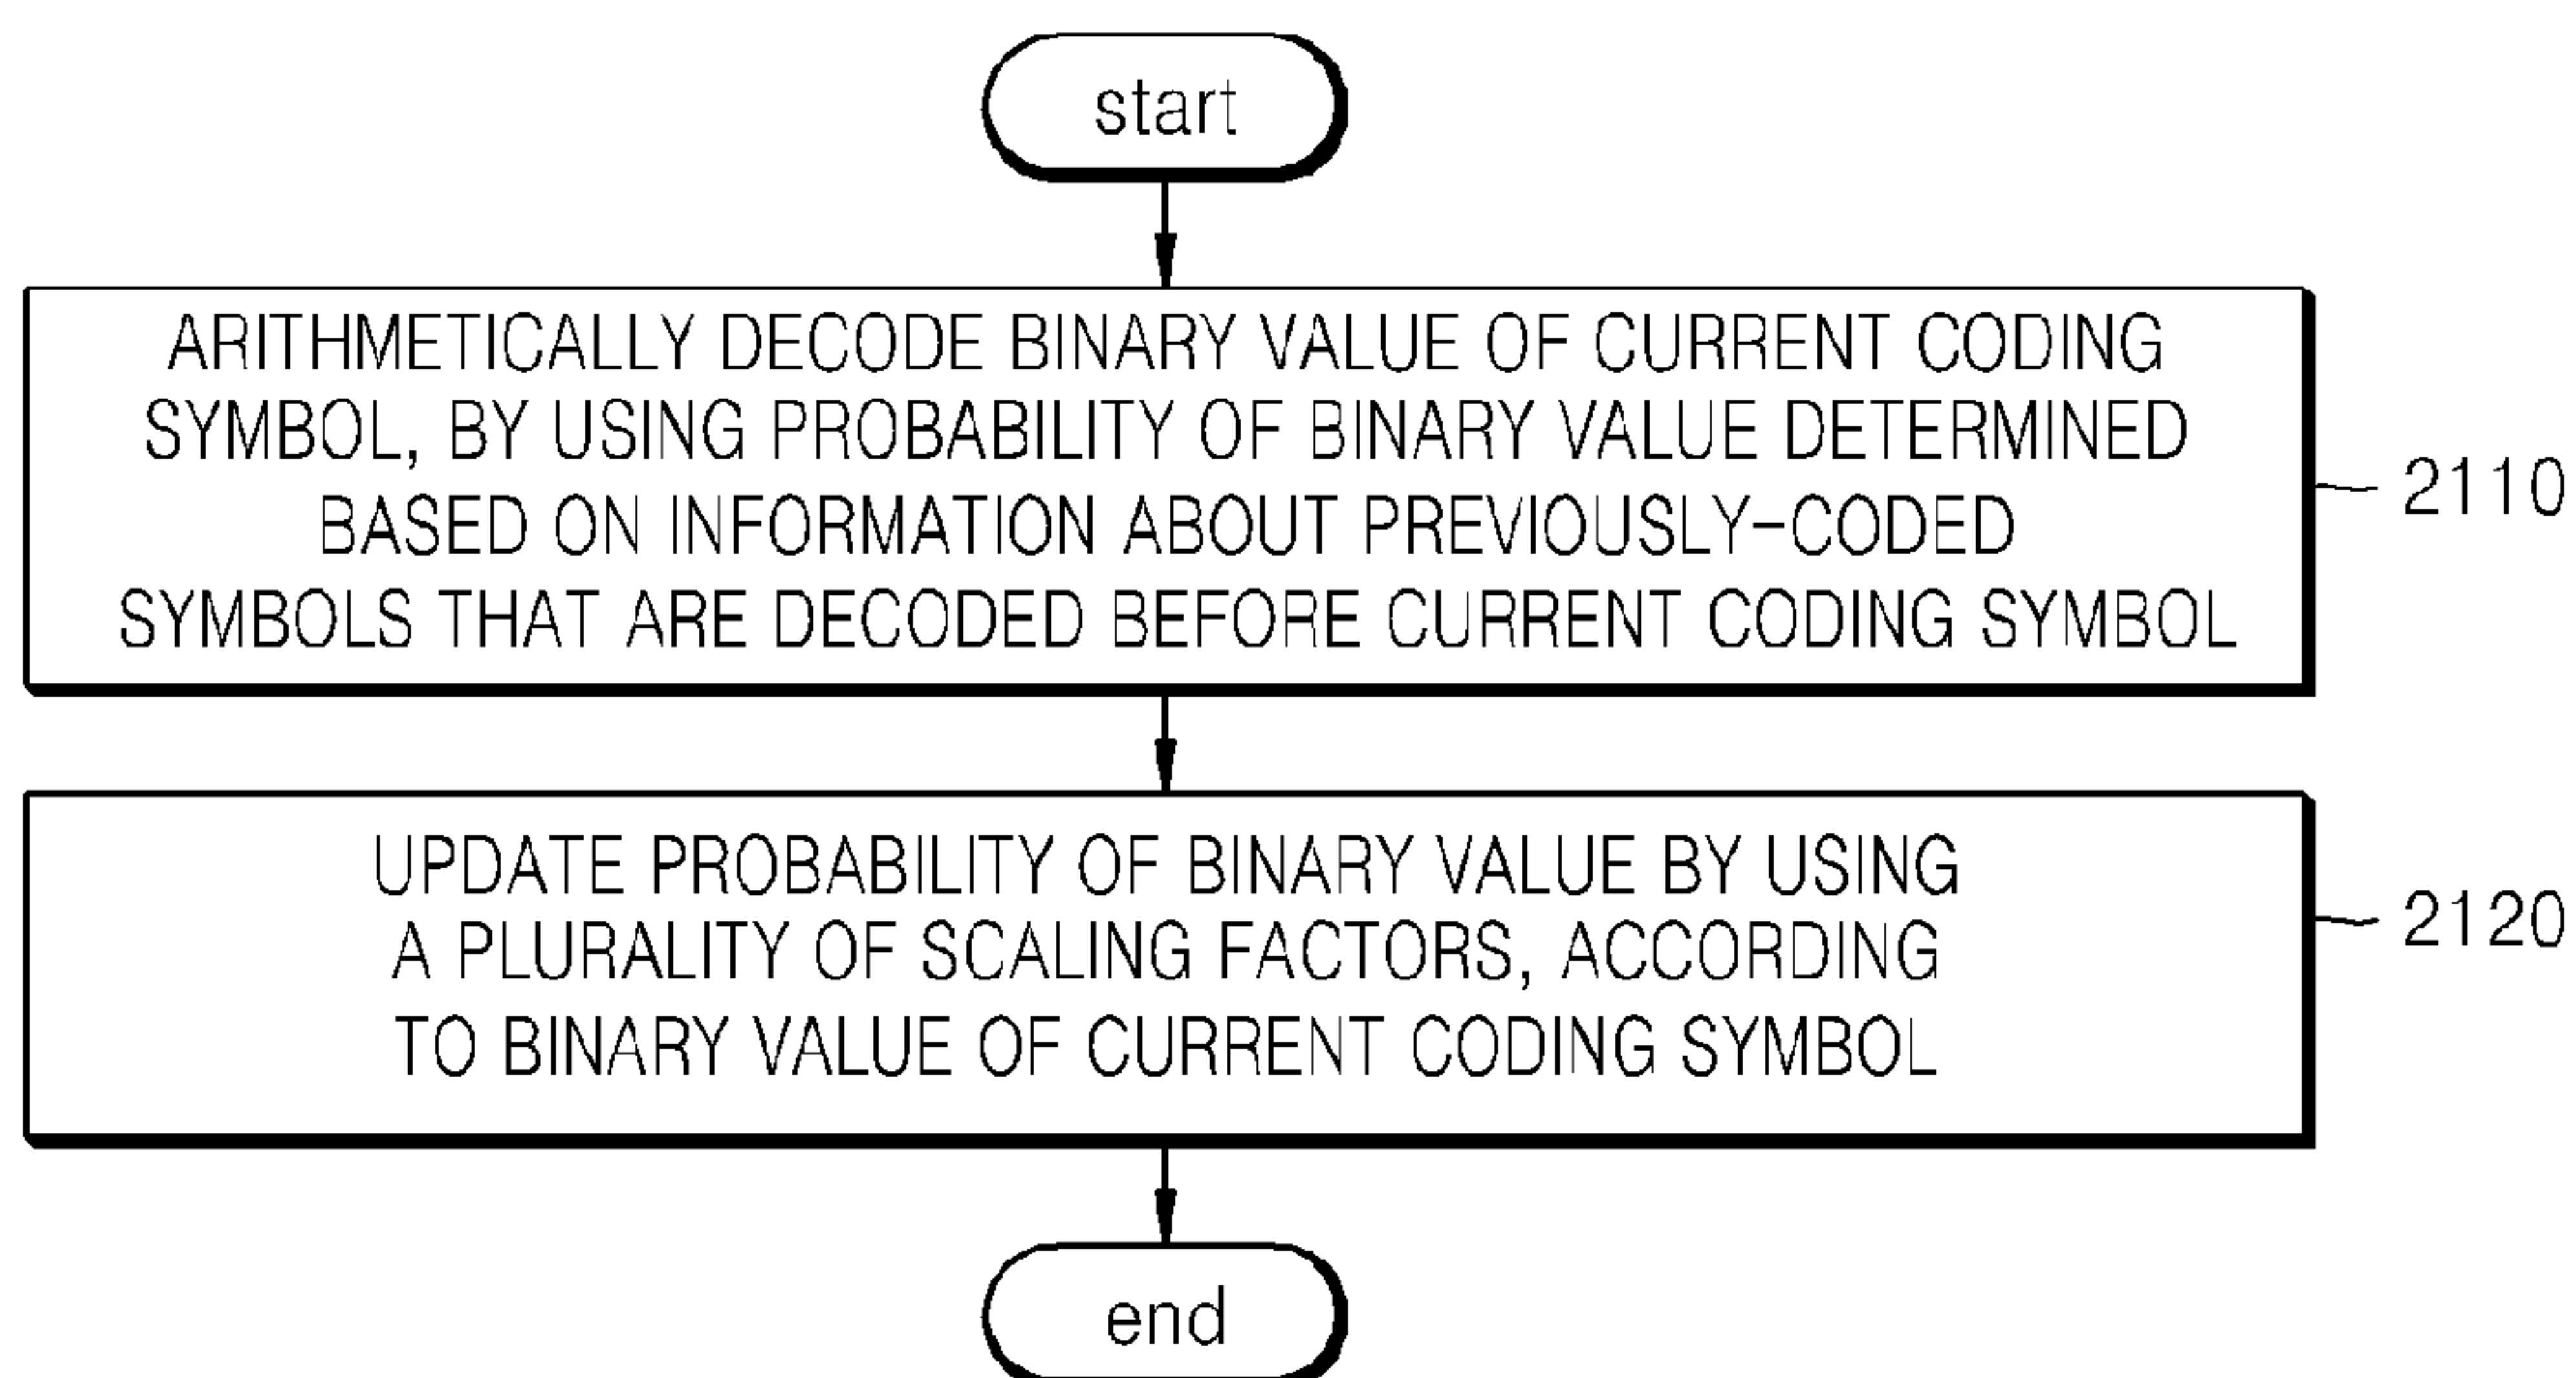 start
ARITHMETICALLY DECODE BINARY VALUE OF CURRENT CODING
SYMBOL, BY USING PROBABILITY OF BINARY VALUE DETERMINED
BASED ON INFORMATION ABOUT PREVIOUSLY-CODED
SYMBOLS THAT ARE DECODED BEFORE CURRENT CODING SYMBOL
2110
UPDATE PROBABILITY OF BINARY VALUE BY USING
A PLURALITY OF SCALING FACTORS, ACCORDING
TO BINARY VALUE OF CURRENT CODING SYMBOL
2120
end